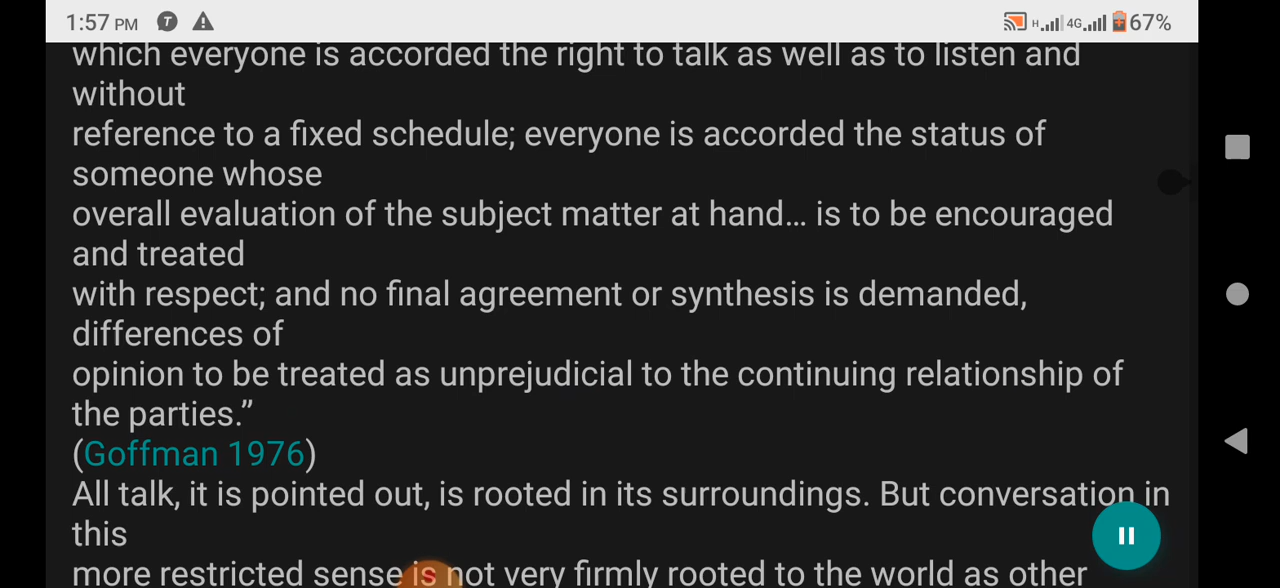 1:57 PM T H 4G 67%
which everyone is accorded the right to talk as well as to listen and
without
reference to a fixed schedule; everyone is accorded the status of
someone whose
overall evaluation of the subject matter at hand... is to be encouraged
and treated
with respect; and no final agreement or synthesis is demanded,
differences of
opinion to be treated as unprejudicial to the continuing relationship of
the parties.”
(Goffman 1976)
All talk, it is pointed out, is rooted in its surroundings. But conversation in
this
more restricted sense is not very firmly rooted to the world as other